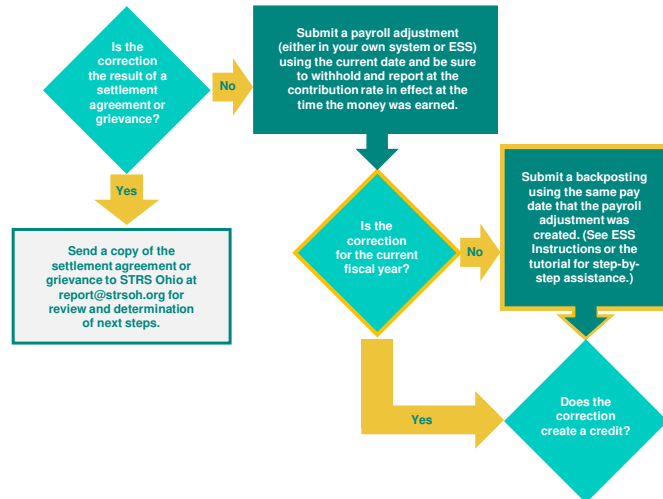 Is the
correction
the result of a
settlement
agreement or
grievance?
No
Submit a payroll adjustment
(either in your own system or ESS)
using the current date and be sure
to withhold and report at the
contribution rate in effect at the
time the money was earned.
Yes
Send a copy of the
settlement agreement or
grievance to STRS Ohio at
report@strsoh.org for
review and determination
of next steps.
Is the
correction
for the current
fiscal year?
No
Submit a backposting
using the same pay
date that the payroll
adjustment was
created. (See ESS
Instructions or the
tutorial for step-by-
step assistance.)
Yes
Does the
correction
create a credit?